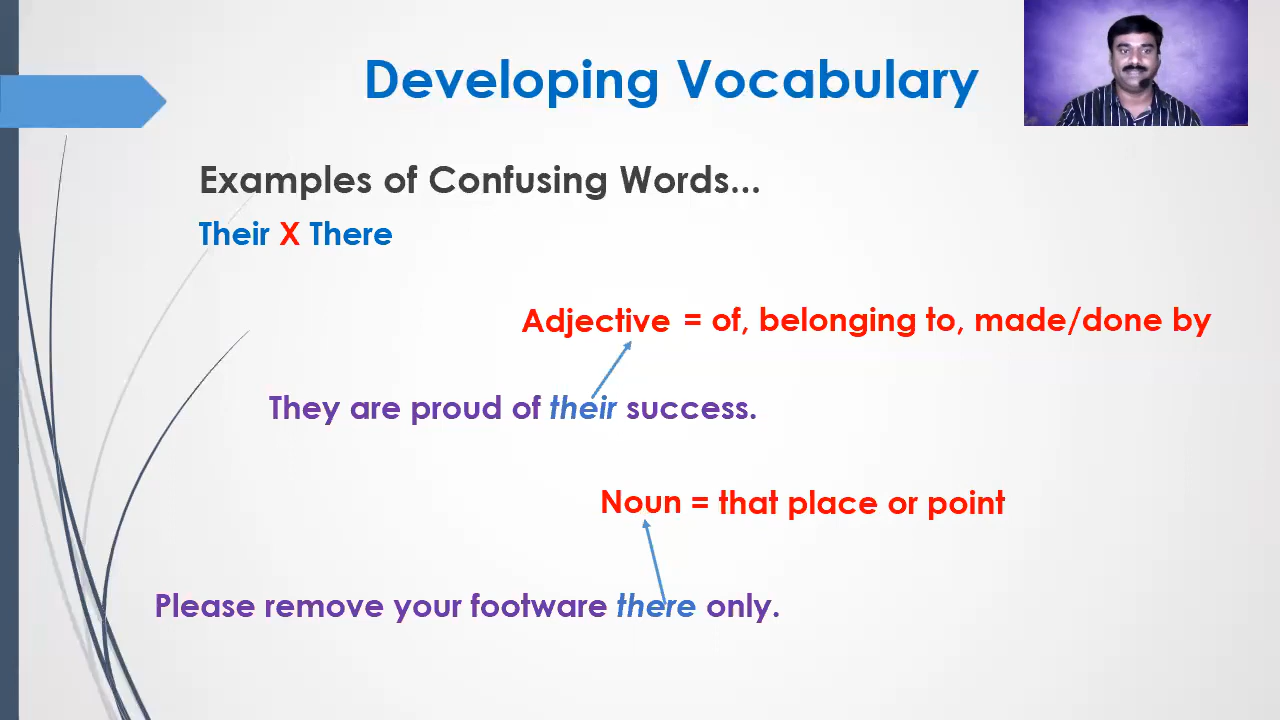 Developing Vocabulary
Examples of Confusing Words...
Their X There
Adjective = of, belonging to, made/done by
They are proud of their success.
Noun = that place or point
Please remove your footware there only.